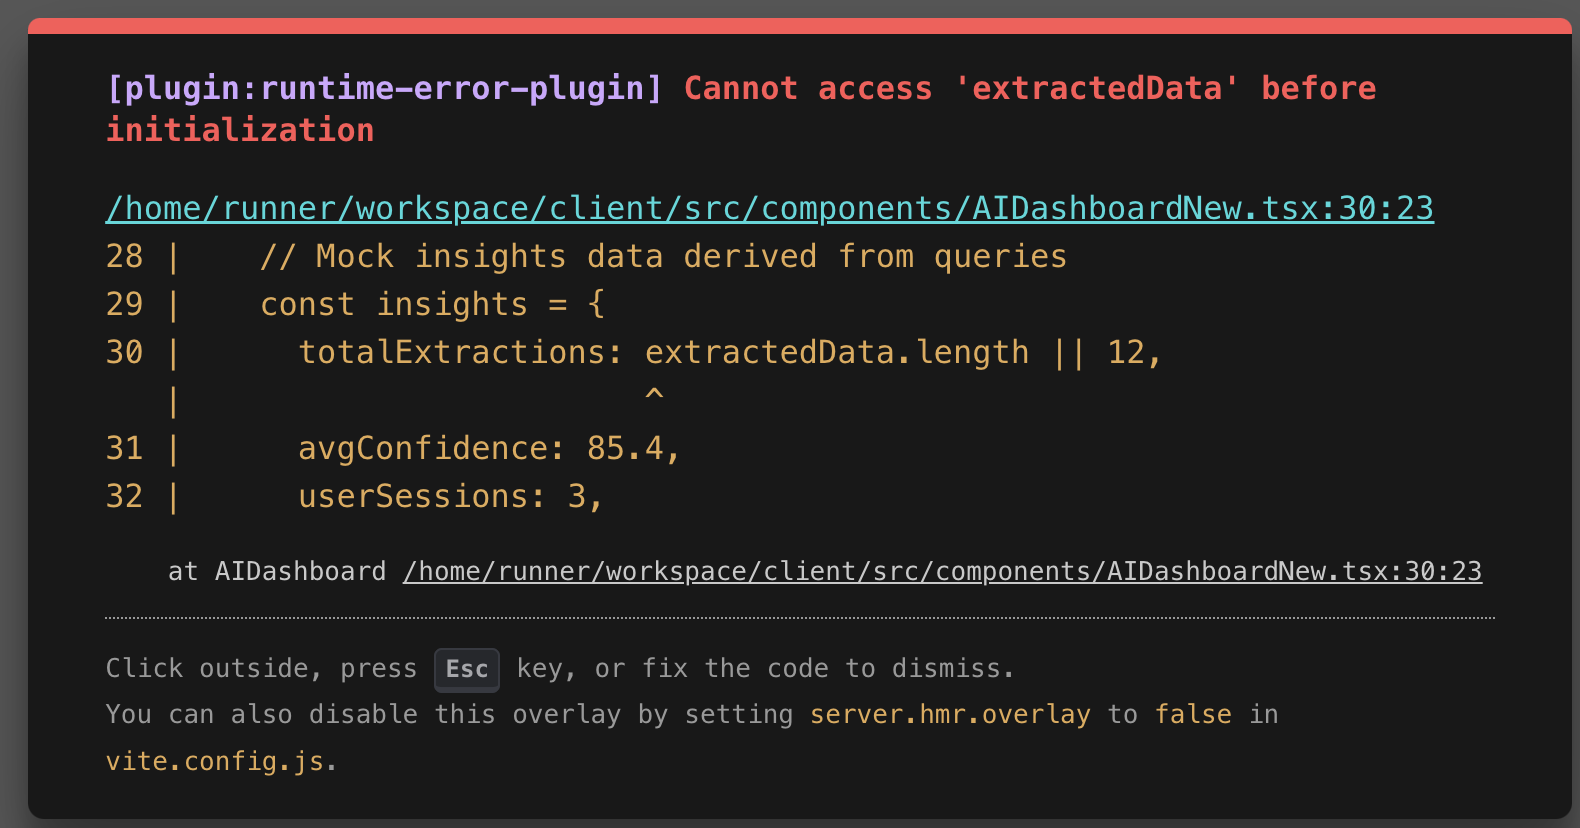 [plugin:runtime-error-plugin] Cannot access 'extractedData' before
initialization
/home/runner/workspace/client/src/components/AIDashboardNew.tsx:30:23
28 |    // Mock insights data derived from queries
29 |    const insights = {
30 |      totalExtractions: extractedData.length || 12,
   |                        ^
31 |      avgConfidence: 85.4,
32 |      userSessions: 3,
at AIDashboard /home/runner/workspace/client/src/components/AIDashboardNew.tsx:30:23
Click outside, press Esc key, or fix the code to dismiss.
You can also disable this overlay by setting server.hmr.overlay to false in
vite.config.js.